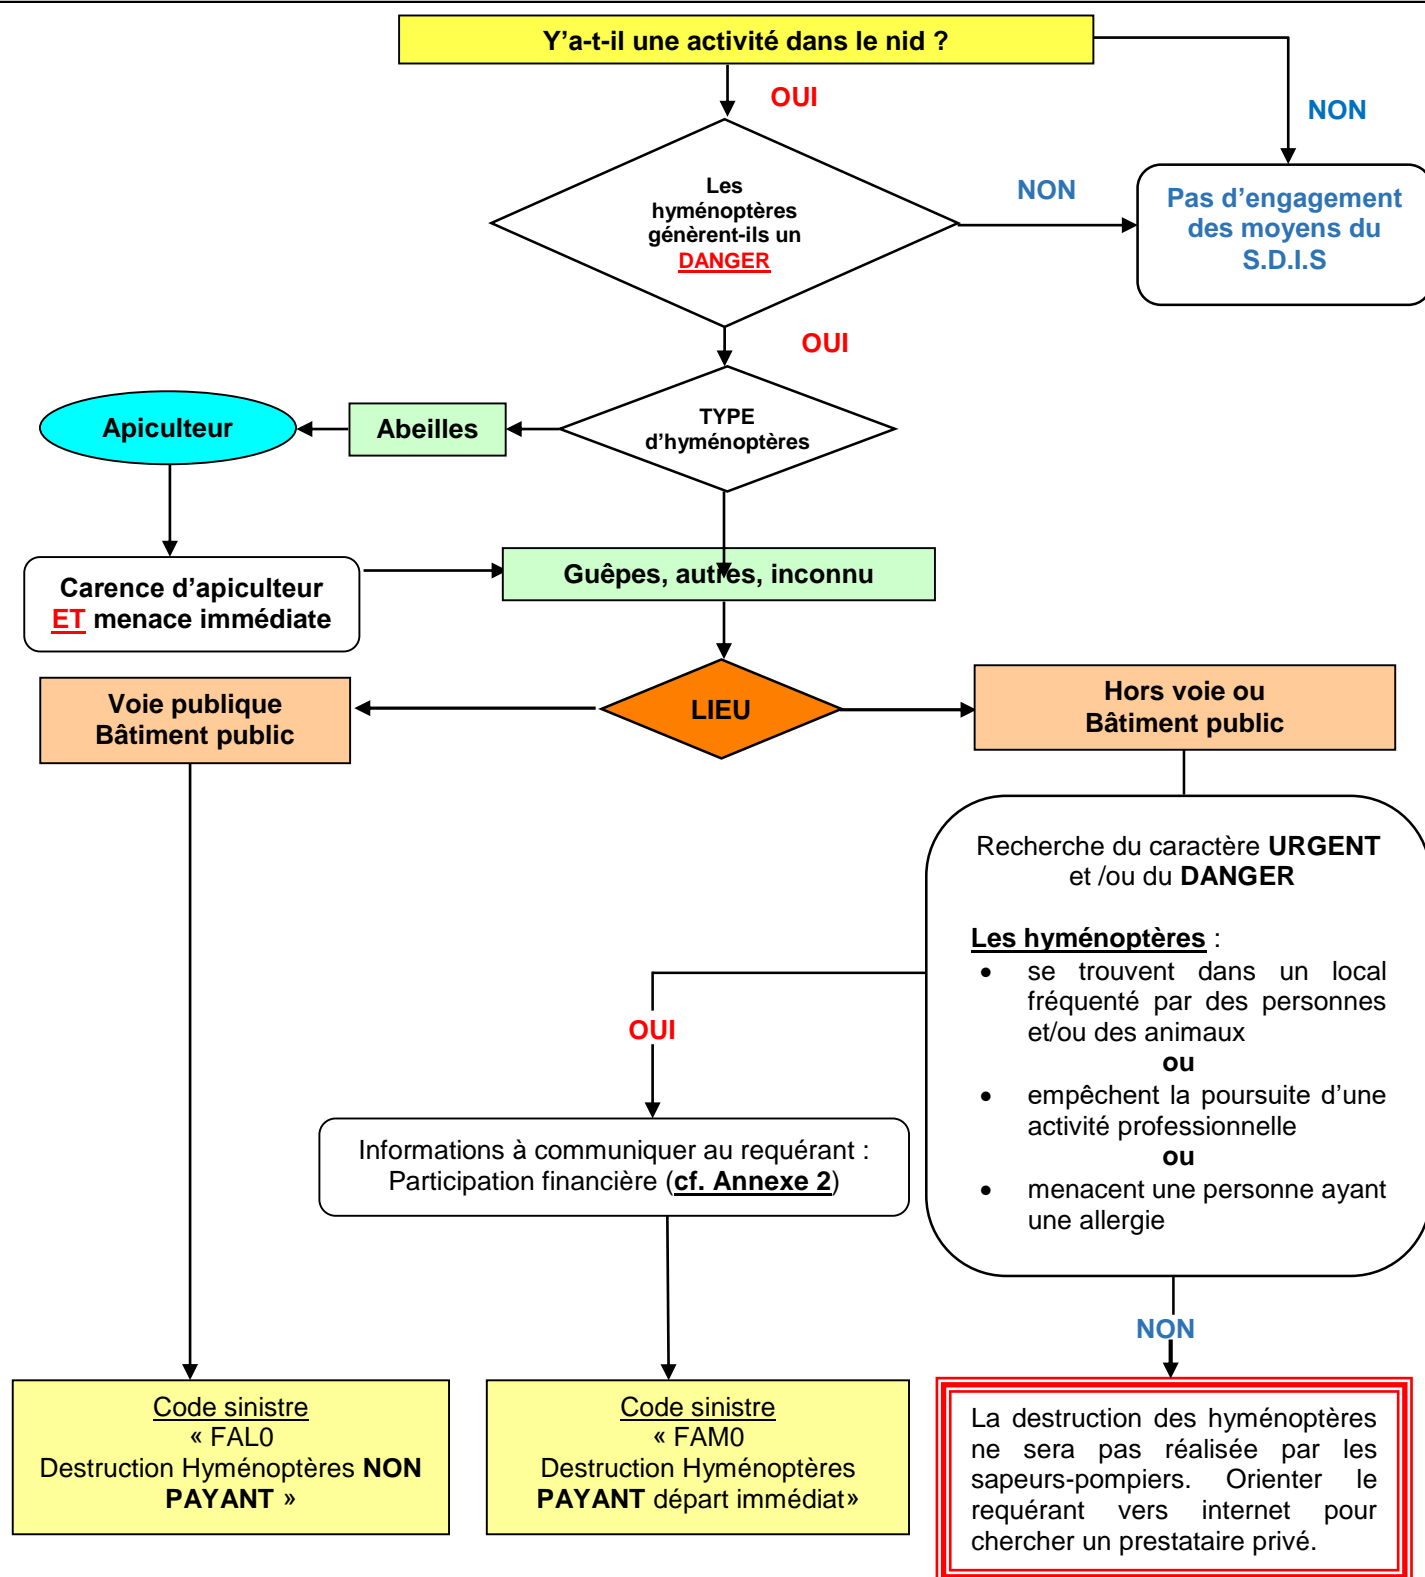 Y’a-t-il une activité dans le nid ?
OUI
NON
Les
hyménoptères
génèrent-ils un
DANGER
NON
Pas d’engagement
des moyens du
S.D.I.S
OUI
TYPE
d’hyménoptères
Abeilles
Apiculteur
Carence d’apiculteur
ET menace immédiate
Guêpes, autres, inconnu
LIEU
Voie publique
Bâtiment public
Hors voie ou
Bâtiment public
Recherche du caractère URGENT
et /ou du DANGER
Les hyménoptères :
• se trouvent dans un local
fréquenté par des personnes
et/ou des animaux
ou
• empêchent la poursuite d’une
activité professionnelle
ou
• menacent une personne ayant
une allergie
OUI
Informations à communiquer au requérant :
Participation financière (cf. Annexe 2)
NON
Code sinistre
« FAL0
Destruction Hyménoptères NON
PAYANT »
Code sinistre
« FAM0
Destruction Hyménoptères
PAYANT départ immédiat»
La destruction des hyménoptères
ne sera pas réalisée par les
sapeurs-pompiers. Orienter le
requérant vers internet pour
chercher un prestataire privé.